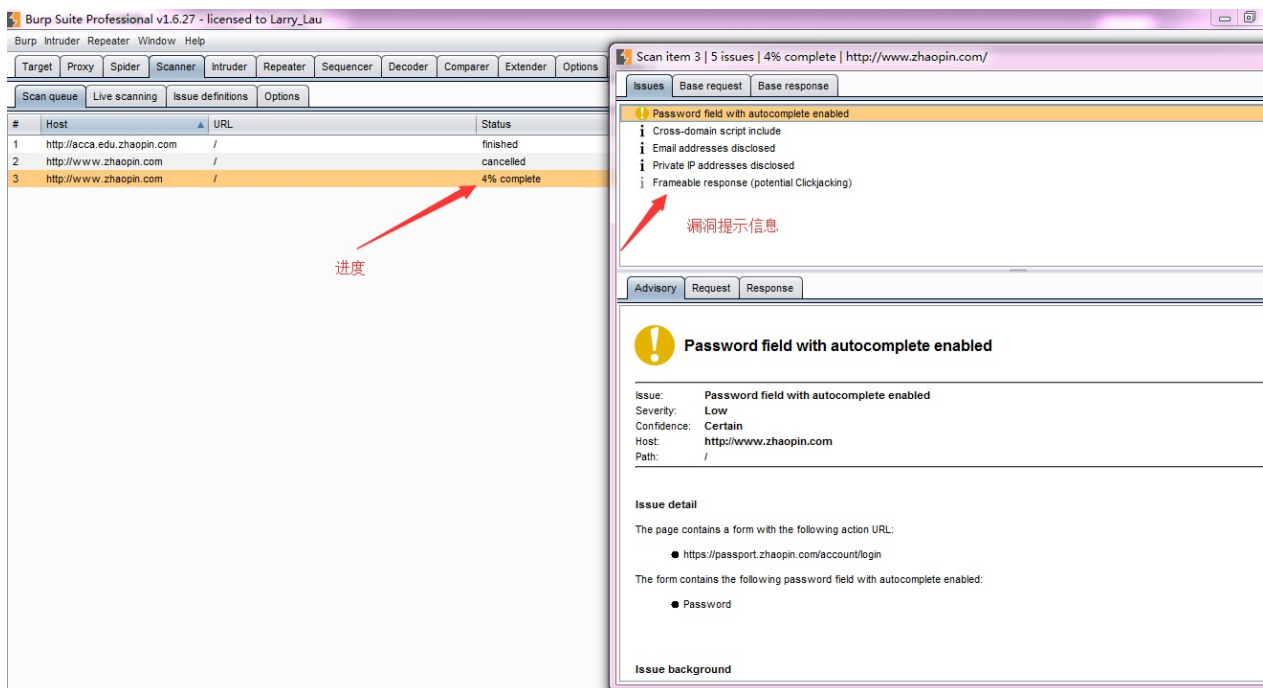 Burp Suite Professional v1.6.27 - licensed to Larry_Lau
Burp Intruder Repeater Window Help
Target Proxy Spider Scanner Intruder Repeater Sequencer Decoder Comparer Extender Options
Scan queue Live scanning Issue definitions Options
# Host URL Status
1 http://acca.edu.zhaopin.com / finished
2 http://www.zhaopin.com / cancelled
3 http://www.zhaopin.com / 4% complete
进度
Scan item 3 | 5 issues | 4% complete | http://www.zhaopin.com/
Issues Base request Base response
Password field with autocomplete enabled
Cross-domain script include
Email addresses disclosed
Private IP addresses disclosed
Frameable response (potential Clickjacking)
漏洞提示信息
Advisory Request Response
Password field with autocomplete enabled
Issue: Password field with autocomplete enabled
Severity: Low
Confidence: Certain
Host: http://www.zhaopin.com
Path: /
Issue detail
The page contains a form with the following action URL:
https://passport.zhaopin.com/account/login
The form contains the following password field with autocomplete enabled:
Password
Issue background